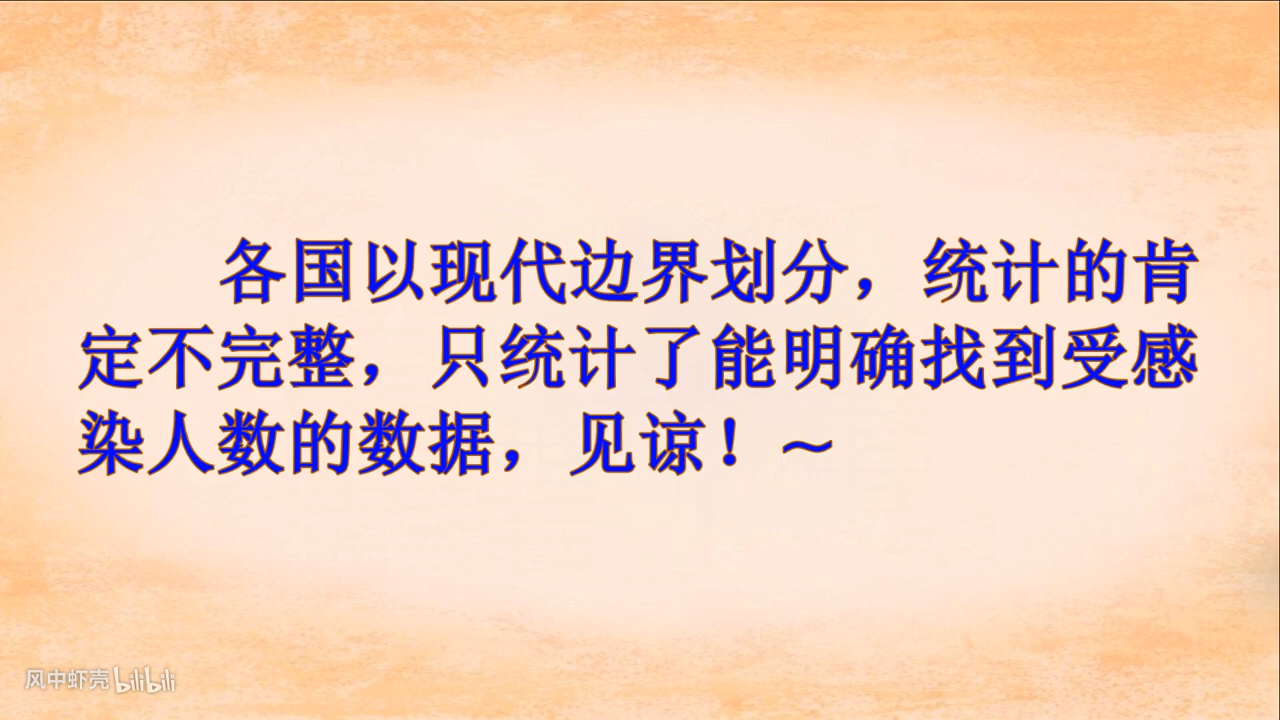 各国以现代边界划分，统计的肯
定不完整，只统计了能明确找到受感
染人数的数据，见谅！～
风中虾壳 bilibili